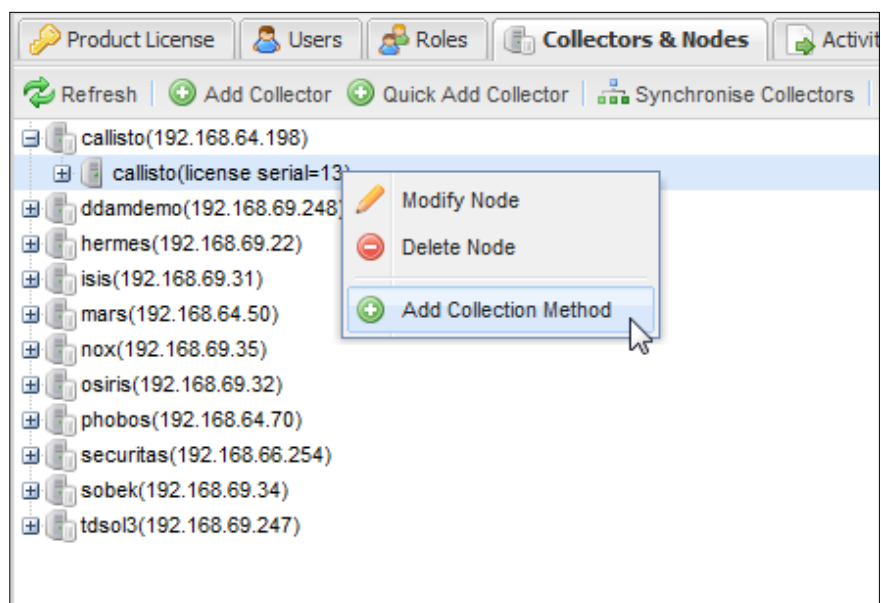 Product License Users Roles Collectors & Nodes Activit
Refresh Add Collector Quick Add Collector Synchronise Collectors
callisto(192.168.64.198)
callisto(license serial=13)
Modify Node
ddamdemo(192.168.69.248)
hermes(192.168.69.22)
Delete Node
isis(192.168.69.31)
mars(192.168.64.50)
Add Collection Method
nox(192.168.69.35)
osiris(192.168.69.32)
phobos(192.168.64.70)
securitas(192.168.66.254)
sobek(192.168.69.34)
tdsol3(192.168.69.247)